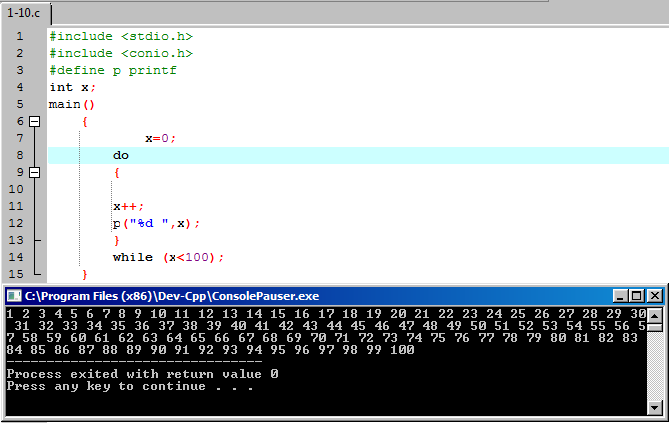 1-10.c
1 #include <stdio.h>
2 #include <conio.h>
3 #define p printf
4 int x;
5 main()
6 {
7 x=0;
8 do
9 {
10
11 x++;
12 p("%d ",x);
13 }
14 while (x<100);
15 }
C:\Program Files (x86)\Dev-Cpp\ConsolePauser.exe
1 2 3 4 5 6 7 8 9 10 11 12 13 14 15 16 17 18 19 20 21 22 23 24 25 26 27 28 29 30
31 32 33 34 35 36 37 38 39 40 41 42 43 44 45 46 47 48 49 50 51 52 53 54 55 56 5
7 58 59 60 61 62 63 64 65 66 67 68 69 70 71 72 73 74 75 76 77 78 79 80 81 82 83
84 85 86 87 88 89 90 91 92 93 94 95 96 97 98 99 100
--------------------------------
Process exited with return value 0
Press any key to continue . . .